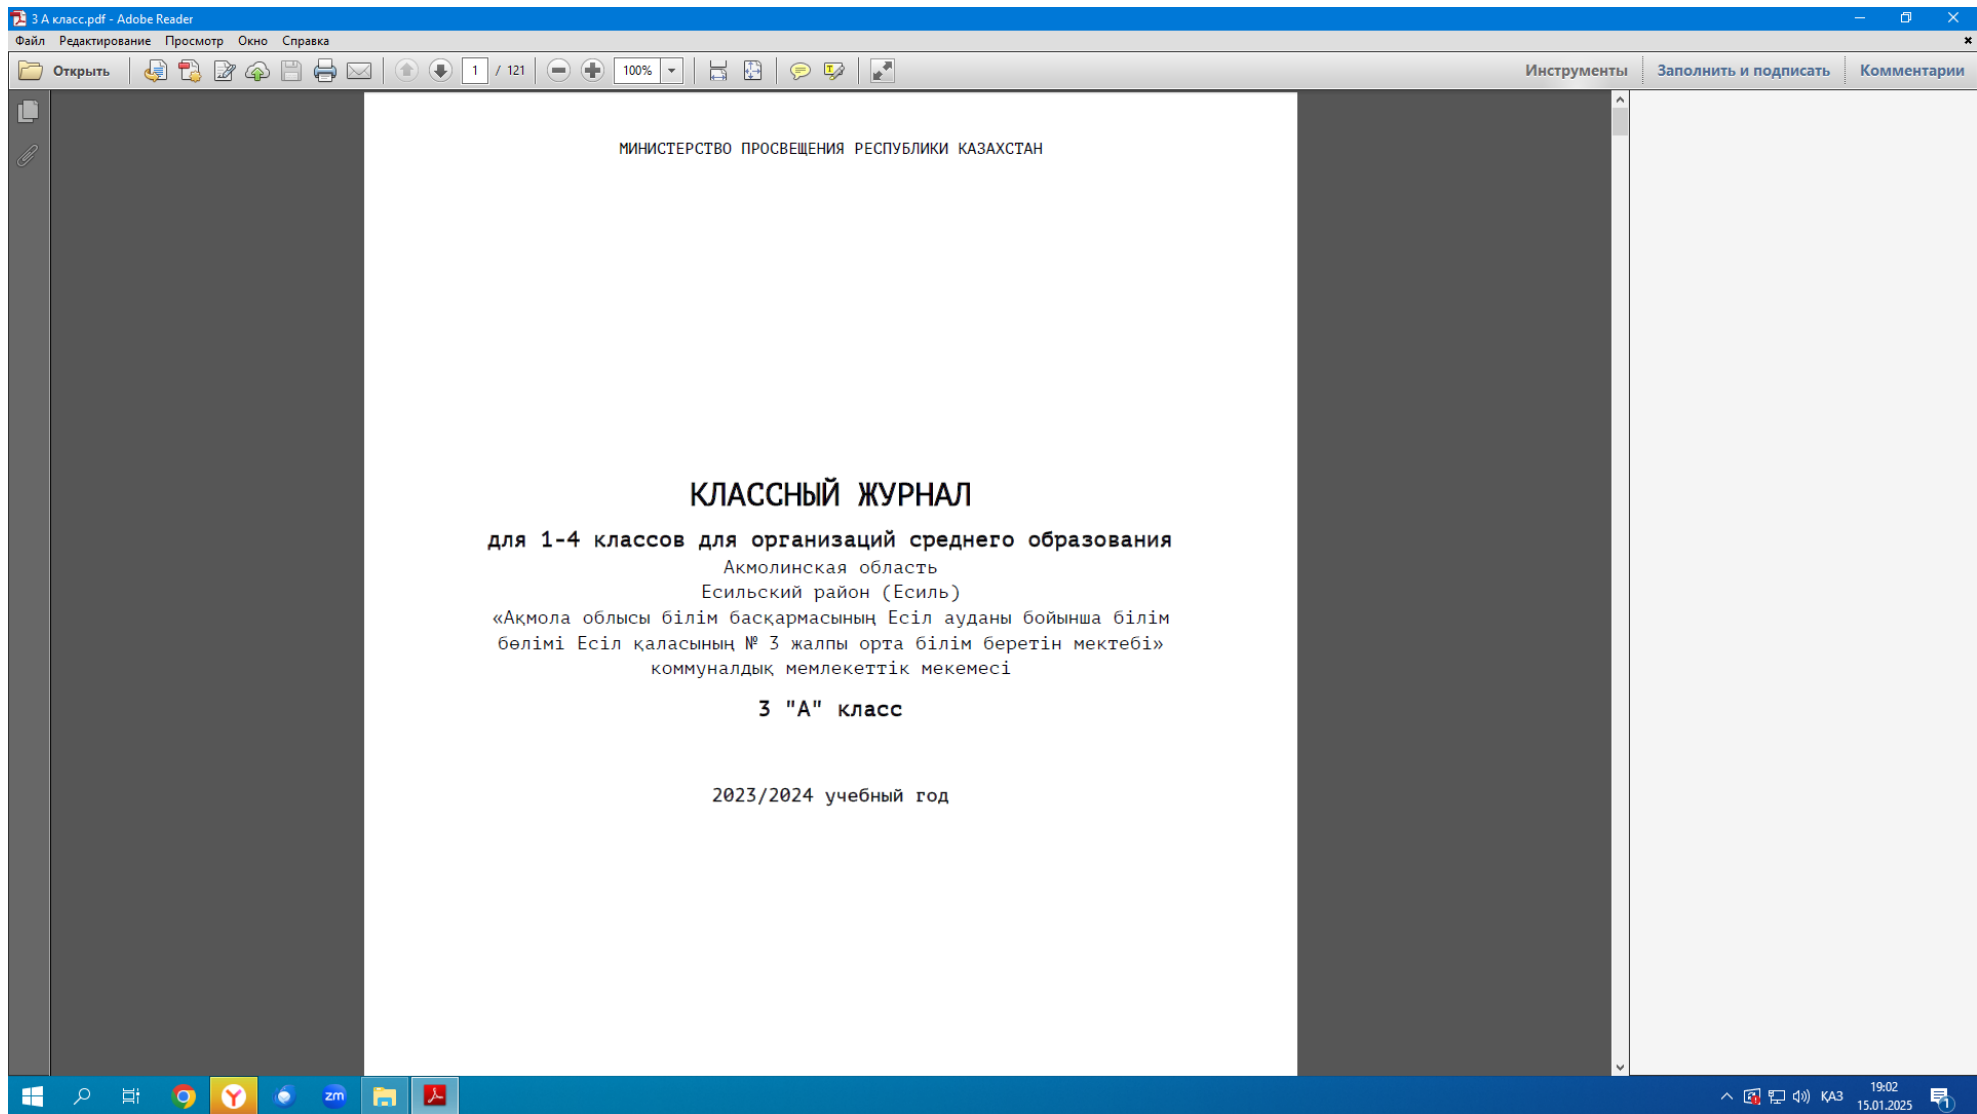 3 А класс.pdf - Adobe Reader
Файл Редактирование Просмотр Окно Справка
Открыть 1 / 121 100% Инструменты Заполнить и подписать Комментарии
МИНИСТЕРСТВО ПРОСВЕЩЕНИЯ РЕСПУБЛИКИ КАЗАХСТАН
КЛАССНЫЙ ЖУРНАЛ
для 1-4 классов для организаций среднего образования
Акмолинская область
Есильский район (Есиль)
«Ақмола облысы білім басқармасының Есіл ауданы бойынша білім
бөлімі Есіл қаласының № 3 жалпы орта білім беретін мектебі»
коммуналдық мемлекеттік мекемесі
3 "А" класс
2023/2024 учебный год
zm
ҚАЗ
19:02
15.01.2025
1